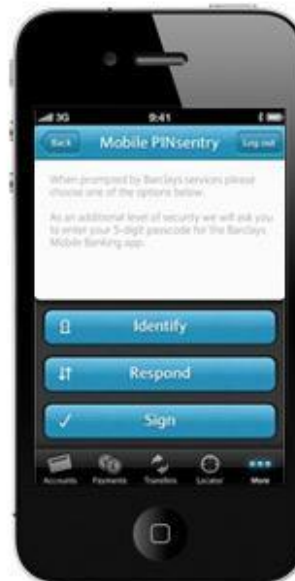 3G 9:41
Back Mobile PINsentry Log out
When prompted by Barclays services please
choose one of the options below.
As an additional level of security we will ask you
to enter your 5-digit passcode for the Barclays
Mobile Banking app.
Identify
Respond
Sign
Accounts Payments Transfers Locator More